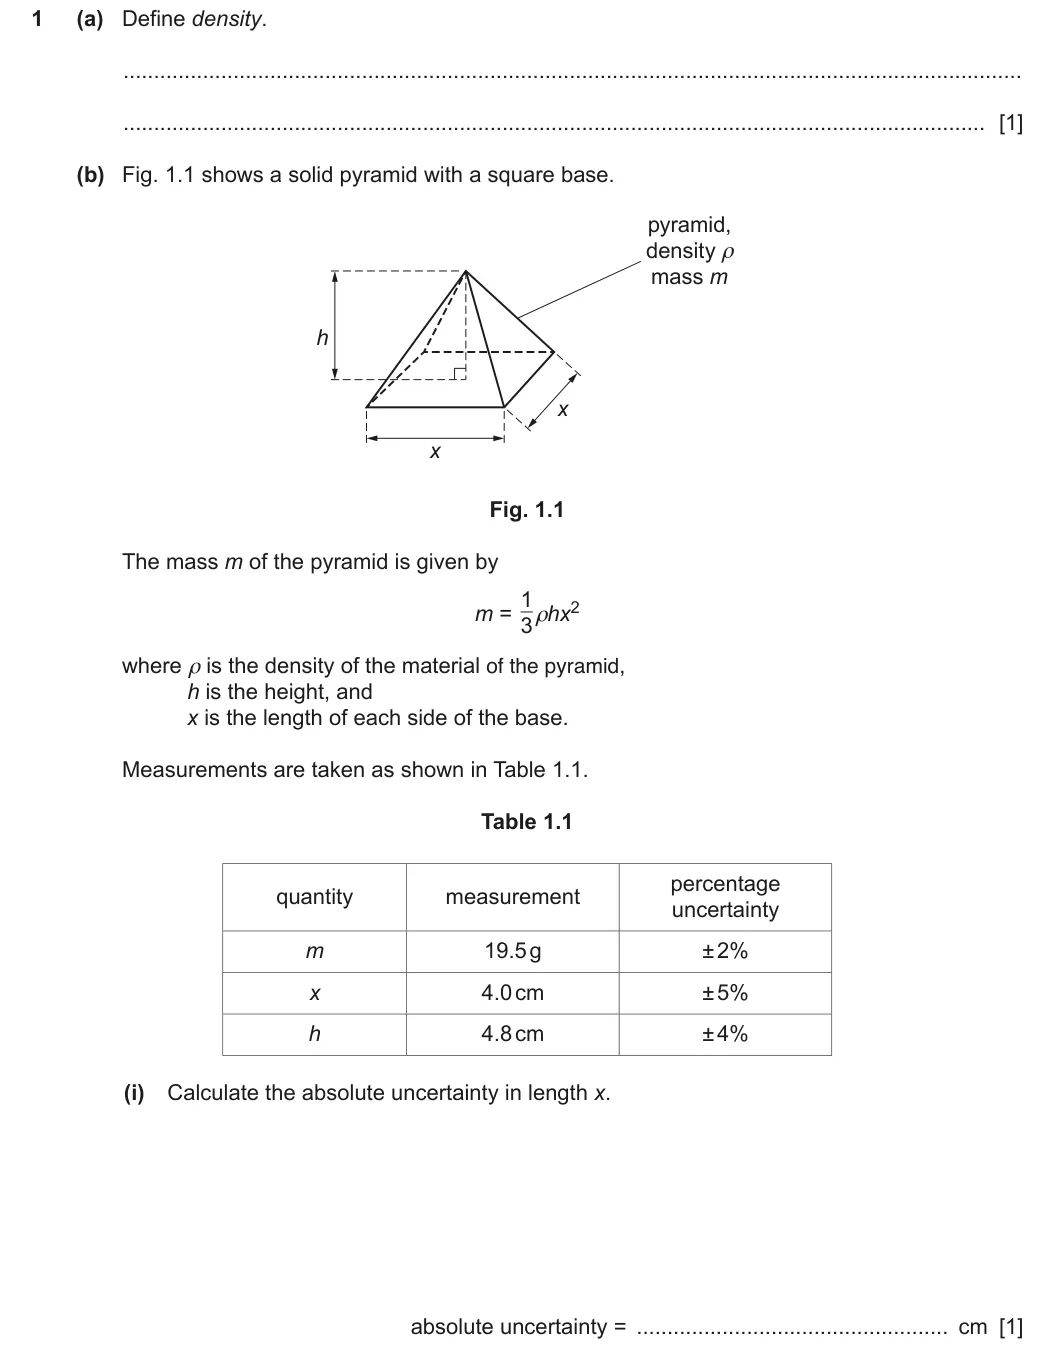 1 (a) Define density.
........................................................................................................................................................
.................................................................................................................................................. [1]
(b) Fig. 1.1 shows a solid pyramid with a square base.
pyramid,
density ρ
mass m
h
x
x
Fig. 1.1
The mass m of the pyramid is given by
m = 1/3 ρhx²
where ρ is the density of the material of the pyramid,
h is the height, and
x is the length of each side of the base.
Measurements are taken as shown in Table 1.1.
Table 1.1
quantity measurement percentage uncertainty
m 19.5 g ±2%
x 4.0 cm ±5%
h 4.8 cm ±4%
(i) Calculate the absolute uncertainty in length x.
absolute uncertainty = ................................................... cm [1]